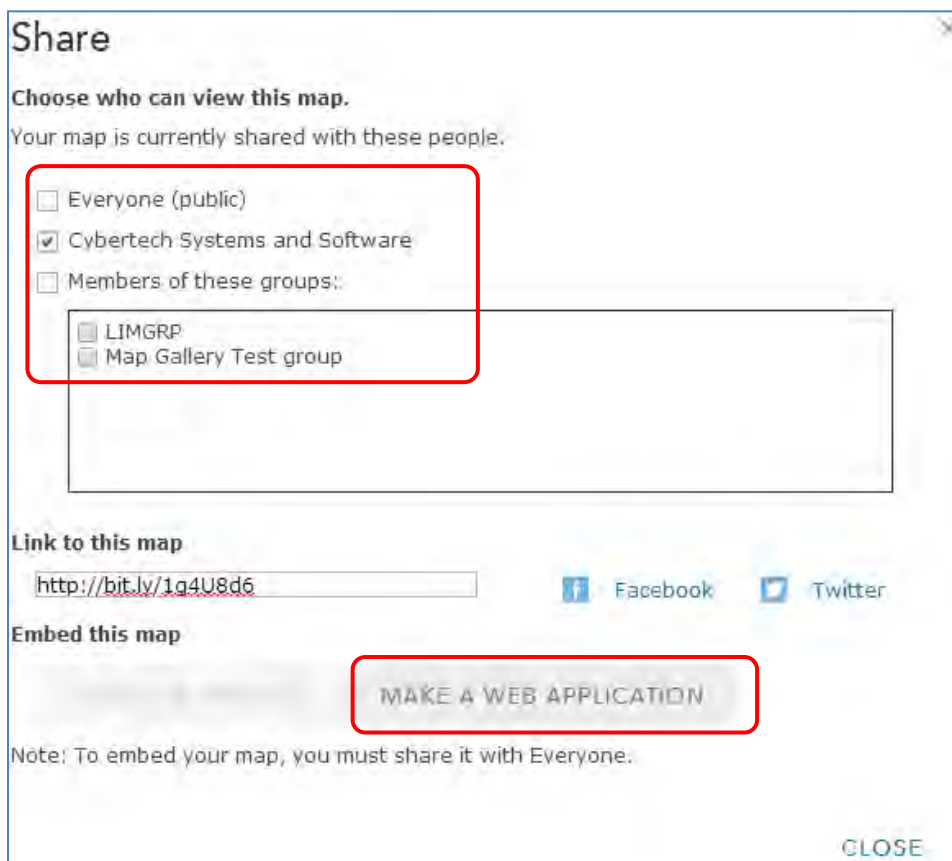 Share
Choose who can view this map.
Your map is currently shared with these people.
Everyone (public)
Cybertech Systems and Software
Members of these groups:
LIMGRP
Map Gallery Test group
Link to this map
http://bit.ly/1g4U8d6
Facebook
Twitter
Embed this map
MAKE A WEB APPLICATION
Note: To embed your map, you must share it with Everyone.
CLOSE